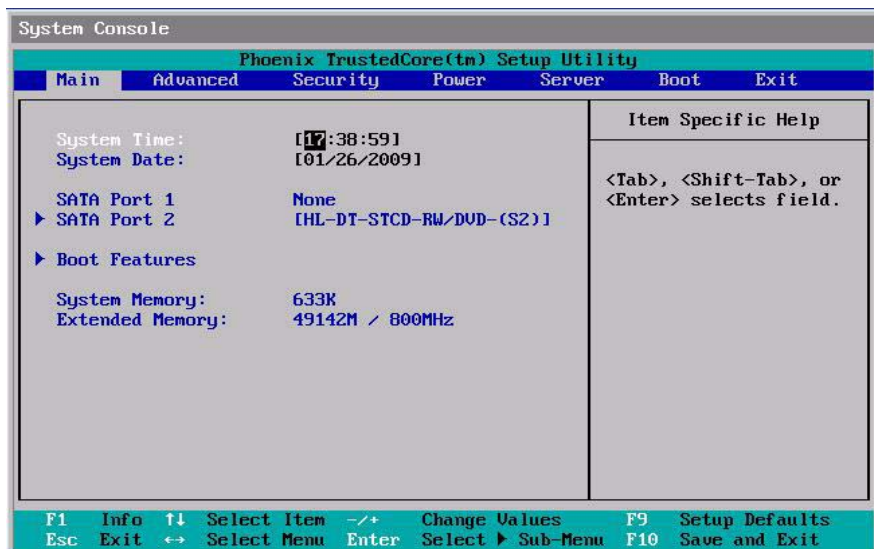 System Console
Phoenix TrustedCore(tm) Setup Utility
Main Advanced Security Power Server Boot Exit
Item Specific Help
System Time: [17:38:59]
System Date: [01/26/2009]
<Tab>, <Shift-Tab>, or
<Enter> selects field.
SATA Port 1 None
SATA Port 2 [HL-DT-STCD-RW/DVD-(S2)]
Boot Features
System Memory: 633K
Extended Memory: 49142M / 800MHz
F1 Info ↑↓ Select Item -/+ Change Values F9 Setup Defaults
Esc Exit ↔ Select Menu Enter Select ▶ Sub-Menu F10 Save and Exit